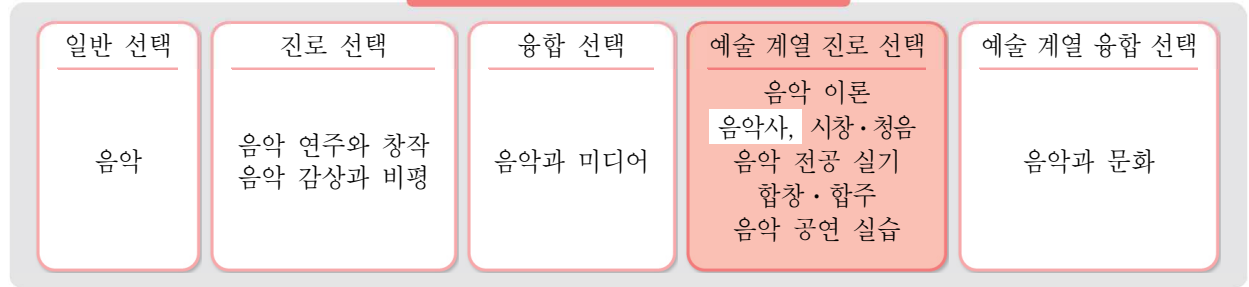 일반 선택
음악
진로 선택
음악 연주와 창작
음악 감상과 비평
융합 선택
음악과 미디어
예술 계열 진로 선택
음악 이론
음악사, 시창·청음
음악 전공 실기
합창·합주
음악 공연 실습
예술 계열 융합 선택
음악과 문화